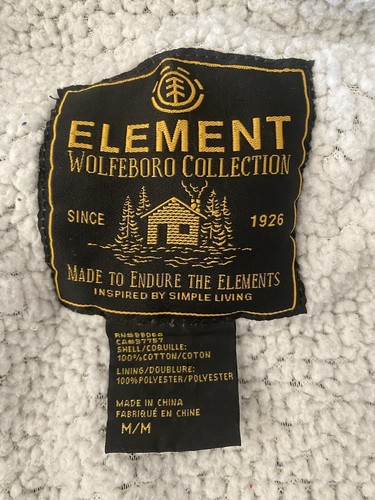 ELEMENT
WOLFEBORO COLLECTION
SINCE 1926
MADE TO ENDURE THE ELEMENTS
INSPIRED BY SIMPLE LIVING
SHELL/COQUILLE:
100%COTTON/COTON
LINING/DOUBLURE:
100%POLYESTER/POLYESTER
MADE IN CHINA
FABRIQUÉ EN CHINE
M/M